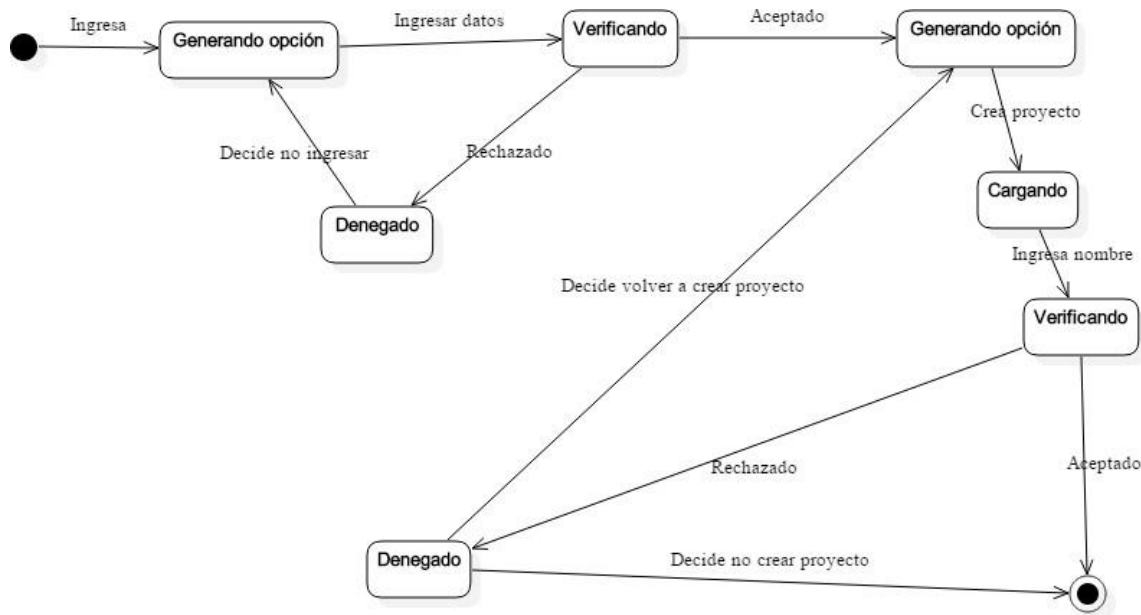 Ingresa
Generando opción
Ingresar datos
Verificando
Aceptado
Generando opción
Crea proyecto
Decide no ingresar
Rechazado
Cargando
Denegado
Ingresa nombre
Decide volver a crear proyecto
Verificando
Rechazado
Aceptado
Denegado
Decide no crear proyecto